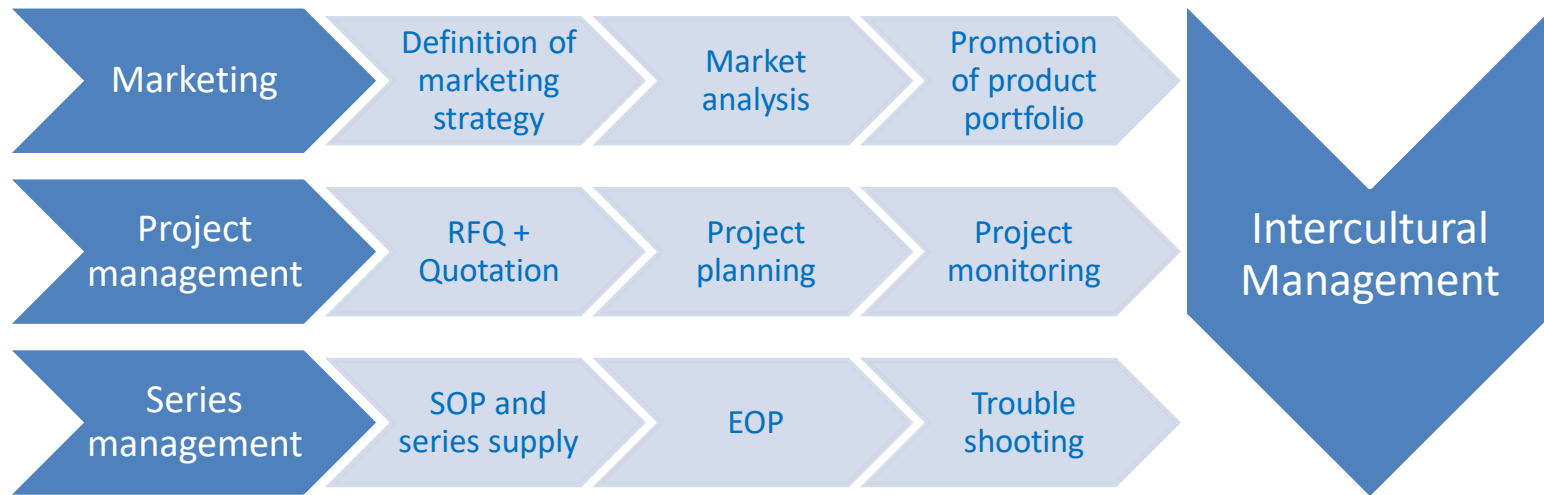 Marketing
Definition of
marketing
strategy
Market
analysis
Promotion
of product
portfolio
Project
management
RFQ +
Quotation
Project
planning
Project
monitoring
Series
management
SOP and
series supply
EOP
Trouble
shooting
Intercultural
Management